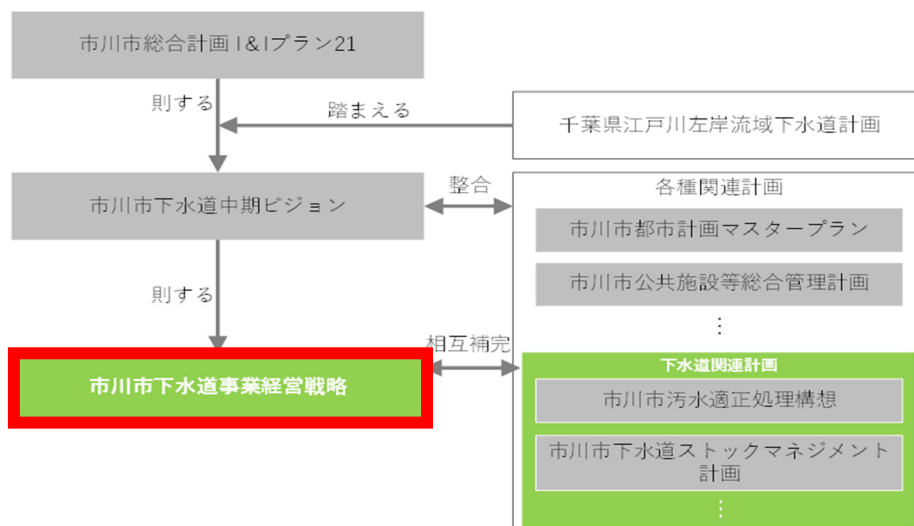 市川市総合計画 I&Iプラン21
則する
踏まえる
千葉県江戸川左岸流域下水道計画
市川市下水道中期ビジョン
整合
各種関連計画
市川市都市計画マスタープラン
市川市公共施設等総合管理計画
⋮
則する
相互補完
市川市下水道事業経営戦略
下水道関連計画
市川市汚水適正処理構想
市川市下水道ストックマネジメント
計画
⋮